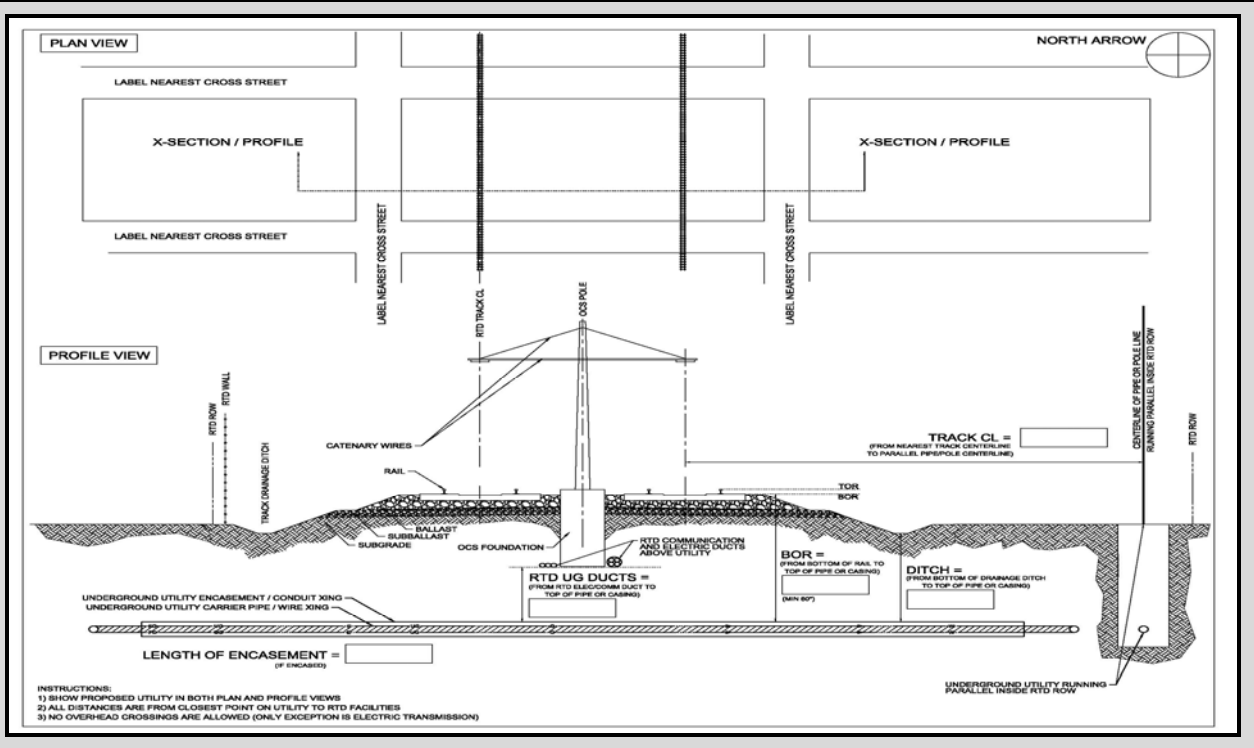 PLAN VIEW
NORTH ARROW
LABEL NEAREST CROSS STREET
X-SECTION / PROFILE
X-SECTION / PROFILE
LABEL NEAREST CROSS STREET
LABEL NEAREST CROSS STREET
LABEL NEAREST CROSS STREET
RTD TRACK CL
OCS POLE
PROFILE VIEW
RTD ROW
RTD WALL
TRACK DRAINAGE DITCH
CATENARY WIRES
RAIL
CENTERLINE OF PIPE OR POLE LINE
RUNNING PARALLEL INSIDE RTD ROW
RTD ROW
TRACK CL =
(FROM NEAREST TRACK CENTERLINE
TO PARALLEL PIPE/POLE CENTERLINE)
TOR
BOR
BALLAST
SUBBALLAST
SUBGRADE
OCS FOUNDATION
RTD COMMUNICATION
AND ELECTRIC DUCTS
ABOVE UTILITY
RTD UG DUCTS =
(FROM RTD ELEC/COMM DUCT TO
TOP OF PIPE OR CASING)
BOR =
(FROM BOTTOM OF RAIL TO
TOP OF PIPE OR CASING)
(MIN 60")
DITCH =
(FROM BOTTOM OF DRAINAGE DITCH
TO TOP OF PIPE OR CASING)
UNDERGROUND UTILITY ENCASEMENT / CONDUIT XING
UNDERGROUND UTILITY CARRIER PIPE / WIRE XING
LENGTH OF ENCASEMENT =
(IF ENCASED)
UNDERGROUND UTILITY RUNNING
PARALLEL INSIDE RTD ROW
INSTRUCTIONS:
1) SHOW PROPOSED UTILITY IN BOTH PLAN AND PROFILE VIEWS
2) ALL DISTANCES ARE FROM CLOSEST POINT ON UTILITY TO RTD FACILITIES
3) NO OVERHEAD CROSSINGS ARE ALLOWED (ONLY EXCEPTION IS ELECTRIC TRANSMISSION)